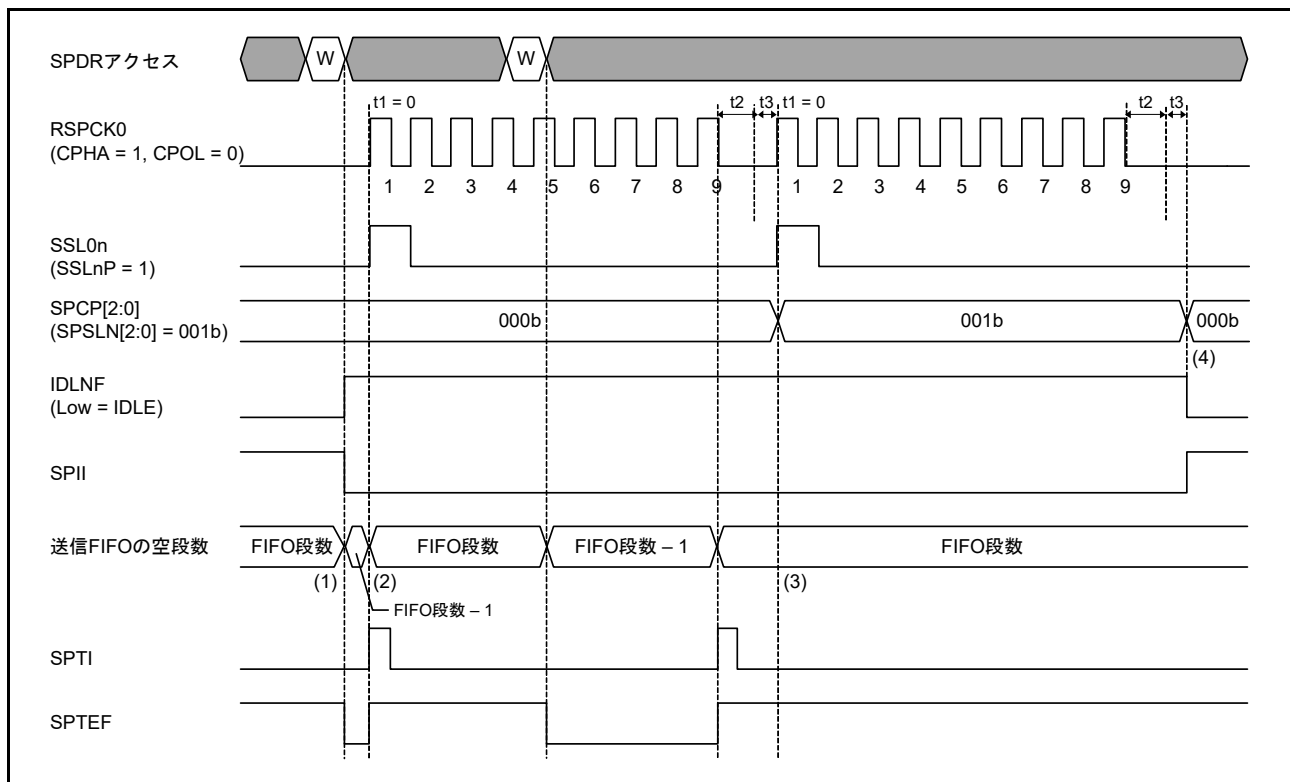 SPDRアクセス
W
W
RSPCK0
(CPHA = 1, CPOL = 0)
t1 = 0
t2
t3
t1 = 0
t2
t3
1 2 3 4 5 6 7 8 9
1 2 3 4 5 6 7 8 9
SSL0n
(SSLnP = 1)
SPCP[2:0]
(SPSLN[2:0] = 001b)
000b
001b
000b
(4)
IDLNF
(Low = IDLE)
SPII
送信FIFOの空段数
FIFO段数
FIFO段数
FIFO段数 – 1
FIFO段数
(1)
(2)
(3)
FIFO段数 – 1
SPTI
SPTEF